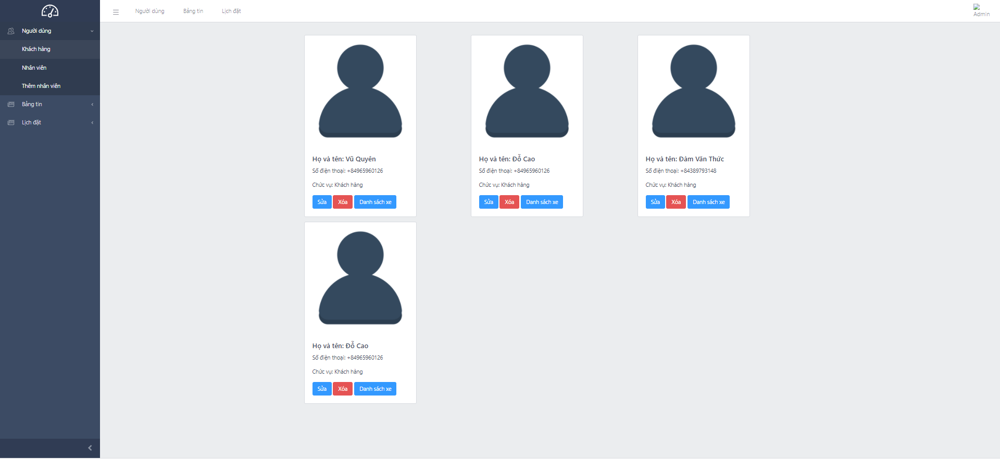 Người dùng
Bảng tin
Lịch đặt
Admin
Người dùng
Khách hàng
Nhân viên
Thêm nhân viên
Bảng tin
Lịch đặt
Họ và tên: Vũ Quyên
Số điện thoại: +84965960126
Chức vụ: Khách hàng
Sửa Xóa Danh sách xe
Họ và tên: Đỗ Cao
Số điện thoại: +84965960126
Chức vụ: Khách hàng
Sửa Xóa Danh sách xe
Họ và tên: Đàm Văn Thức
Số điện thoại: +84389793148
Chức vụ: Khách hàng
Sửa Xóa Danh sách xe
Họ và tên: Đỗ Cao
Số điện thoại: +84965960126
Chức vụ: Khách hàng
Sửa Xóa Danh sách xe